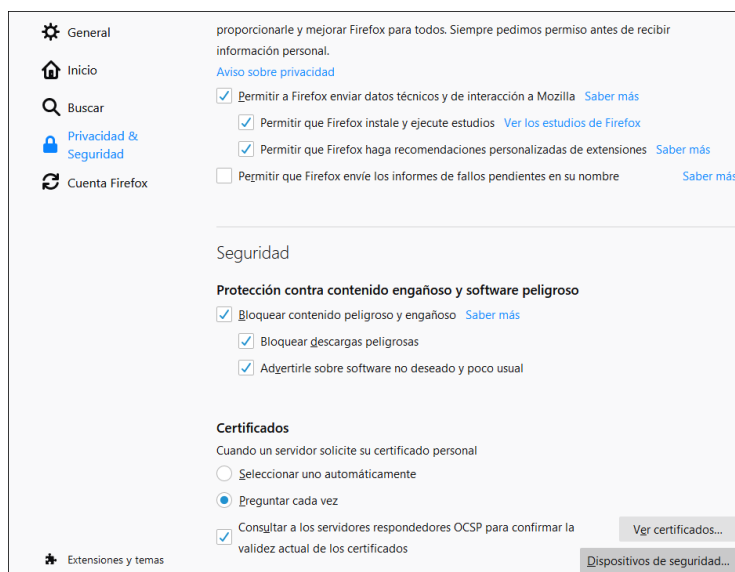 General
Inicio
Buscar
Privacidad &
Seguridad
Cuenta Firefox
Extensiones y temas
proporcionarle y mejorar Firefox para todos. Siempre pedimos permiso antes de recibir
información personal.
Aviso sobre privacidad
Permitir a Firefox enviar datos técnicos y de interacción a Mozilla Saber más
Permitir que Firefox instale y ejecute estudios Ver los estudios de Firefox
Permitir que Firefox haga recomendaciones personalizadas de extensiones Saber más
Permitir que Firefox envíe los informes de fallos pendientes en su nombre Saber más
Seguridad
Protección contra contenido engañoso y software peligroso
Bloquear contenido peligroso y engañoso Saber más
Bloquear descargas peligrosas
Advertirle sobre software no deseado y poco usual
Certificados
Cuando un servidor solicite su certificado personal
Seleccionar uno automáticamente
Preguntar cada vez
Consultar a los servidores respondedores OCSP para confirmar la
validez actual de los certificados
Ver certificados...
Dispositivos de seguridad...